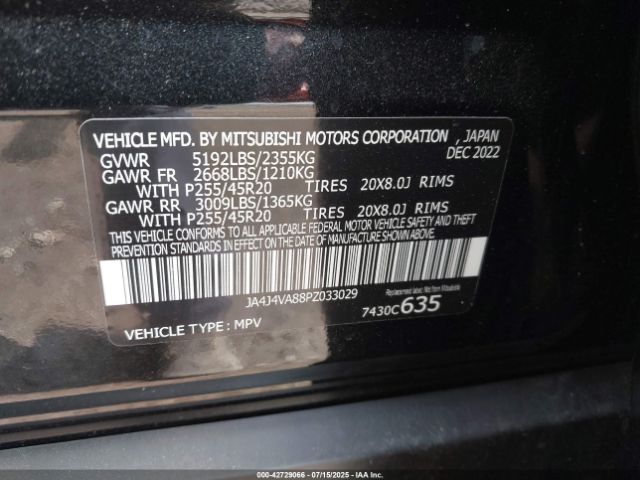 VEHICLE MFD. BY MITSUBISHI MOTORS CORPORATION , JAPAN
GVWR 5192LBS/2355KG DEC 2022
GAWR FR 2668LBS/1210KG
WITH P255/45R20 TIRES 20X8.0J RIMS
GAWR RR 3009LBS/1365KG
WITH P255/45R20 TIRES 20X8.0J RIMS
THIS VEHICLE CONFORMS TO ALL APPLICABLE FEDERAL MOTOR VEHICLE SAFETY AND THEFT
PREVENTION STANDARDS IN EFFECT ON THE DATE OF MANUFACTURE SHOWN ABOVE.
JA4J4VA88PZ033029
7430C635
VEHICLE TYPE : MPV
000-42729066 - 07/15/2025 - IAAI.COM